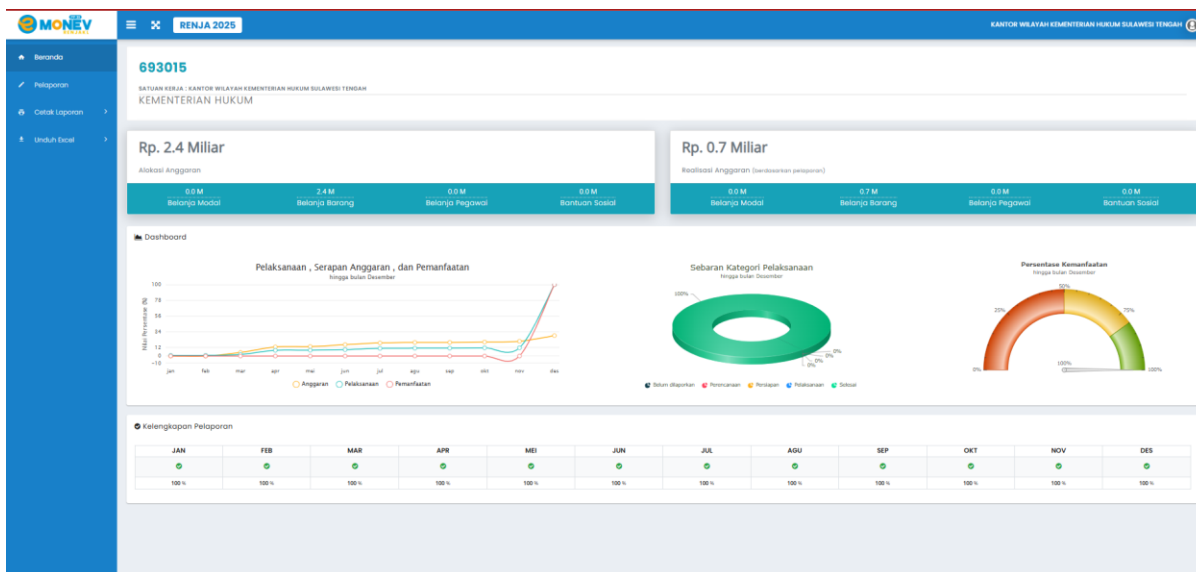 e MONEV
BAPPENAS
RENJA 2025
KANTOR WILAYAH KEMENTERIAN HUKUM SULAWESI TENGAH
Beranda
Pelaporan
Cetak Laporan
Unduh Excel
693015
SATUAN KERJA : KANTOR WILAYAH KEMENTERIAN HUKUM SULAWESI TENGAH
KEMENTERIAN HUKUM
Rp. 2.4 Miliar
Alokasi Anggaran
0.0 M 2.4 M 0.0 M 0.0 M
Belanja Modal Belanja Barang Belanja Pegawai Bantuan Sosial
Rp. 0.7 Miliar
Realisasi Anggaran (berdasarkan pelaporan)
0.0 M 0.7 M 0.0 M 0.0 M
Belanja Modal Belanja Barang Belanja Pegawai Bantuan Sosial
Dashboard
Pelaksanaan , Serapan Anggaran , dan Pemanfaatan
hingga bulan Desember
Nilai Persentase (%)
100
78
56
34
12
0
-10
jan feb mar apr mei jun jul agu sep okt nov des
Anggaran Pelaksanaan Pemanfaatan
Sebaran Kategori Pelaksanaan
hingga bulan Desember
100%
0%
0%
0%
0%
Belum dilaporkan Perencanaan Persiapan Pelaksanaan Selesai
Persentase Kemanfaatan
hingga bulan Desember
50%
25% 75%
100%
0% 100%
Kelengkapan Pelaporan
JAN FEB MAR APR MEI JUN JUL AGU SEP OKT NOV DES
100 % 100 % 100 % 100 % 100 % 100 % 100 % 100 % 100 % 100 % 100 % 100 %